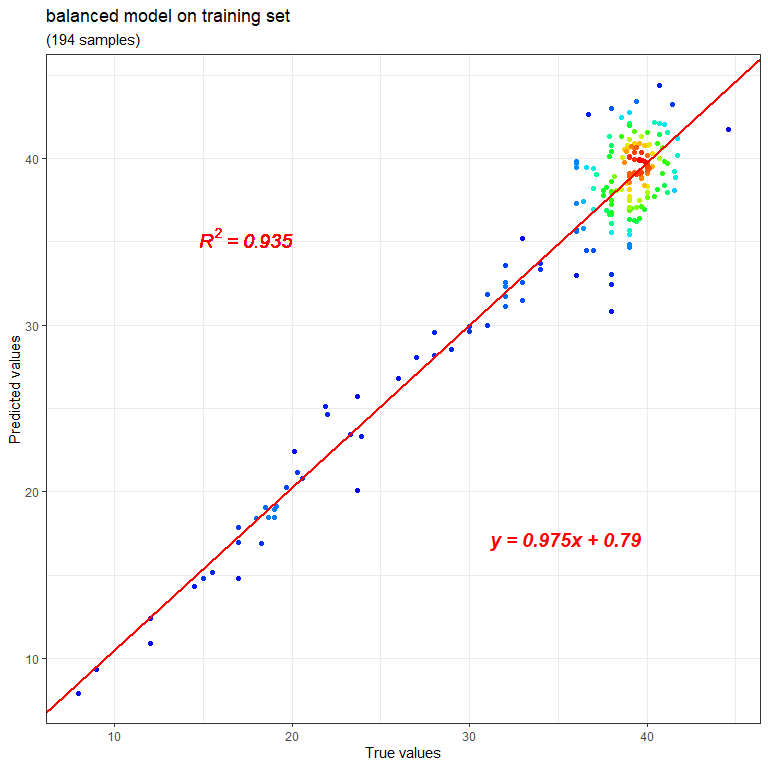 balanced model on training set
(194 samples)
40
R² = 0.935
30
Predicted values
20
y = 0.975x + 0.79
10
10 20 30 40
True values